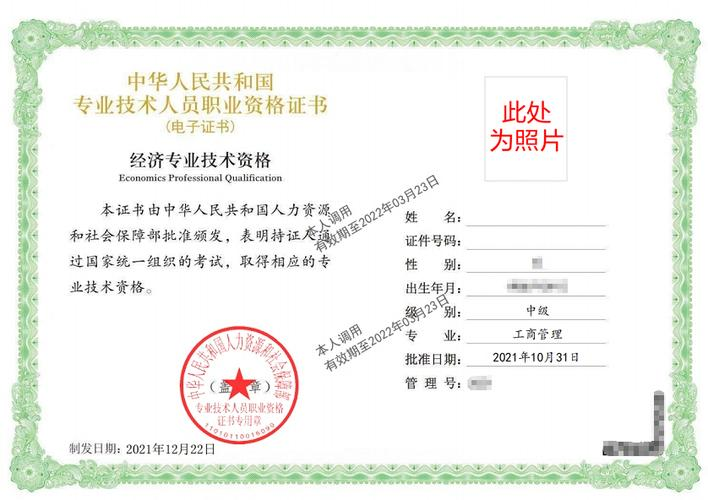 中华人民共和国
专业技术人员职业资格证书
(电子证书)
经济专业技术资格
Economics Professional Qualification
本证书由中华人民共和国人力资源
和社会保障部批准颁发，表明持证人通
过国家统一组织的考试，取得相应的专
业技术资格。
本人调用
有效期至2022年03月23日
本人调用
有效期至2022年03月23日
中华人民共和国人力资源和社会保障部
(盖章)
专业技术人员职业资格
证书专用章
制发日期：2021年12月22日
此处
为照片
姓 名：
证件号码：
性 别：
出生年月：
级 别： 中级
专 业： 工商管理
批准日期： 2021年10月31日
管 理 号：